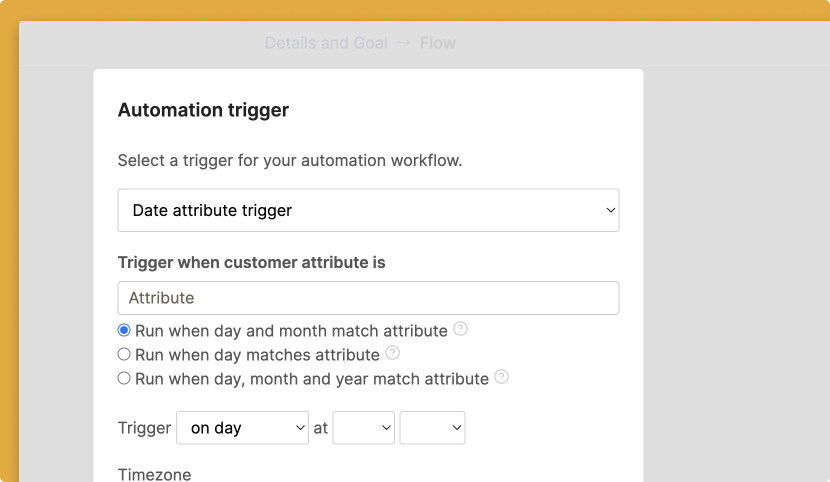 Details and Goal → Flow
Automation trigger
Select a trigger for your automation workflow.
Date attribute trigger
Trigger when customer attribute is
Attribute
Run when day and month match attribute ?
Run when day matches attribute ?
Run when day, month and year match attribute ?
Trigger on day at
Timezone